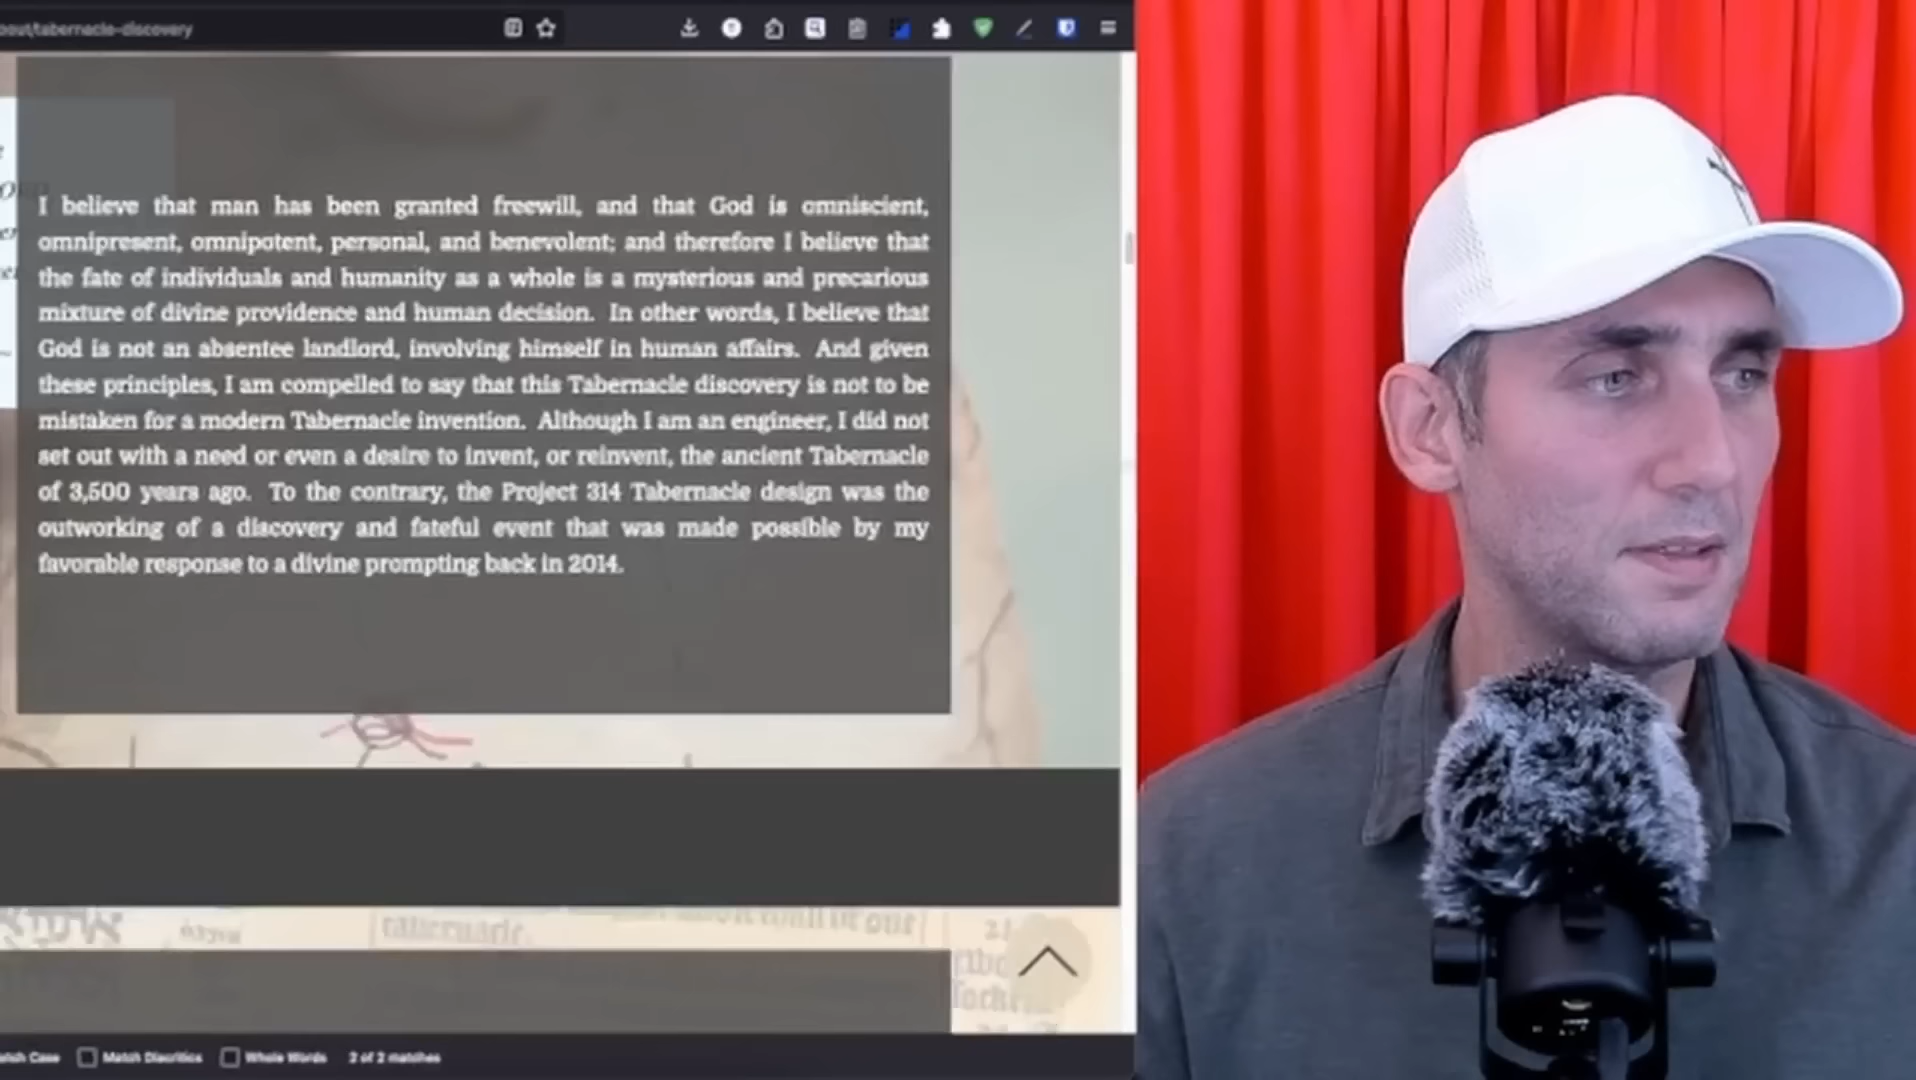 out/tabernacle-discovery
I believe that man has been granted freewill, and that God is omniscient,
omnipresent, omnipotent, personal, and benevolent; and therefore I believe that
the fate of individuals and humanity as a whole is a mysterious and precarious
mixture of divine providence and human decision. In other words, I believe that
God is not an absentee landlord, involving himself in human affairs. And given
these principles, I am compelled to say that this Tabernacle discovery is not to be
mistaken for a modern Tabernacle invention. Although I am an engineer, I did not
set out with a need or even a desire to invent, or reinvent, the ancient Tabernacle
of 3,500 years ago. To the contrary, the Project 314 Tabernacle design was the
outworking of a discovery and fateful event that was made possible by my
favorable response to a divine prompting back in 2014.
tabernacle.
Case Match Diacritics Whole Words 2 of 2 matches